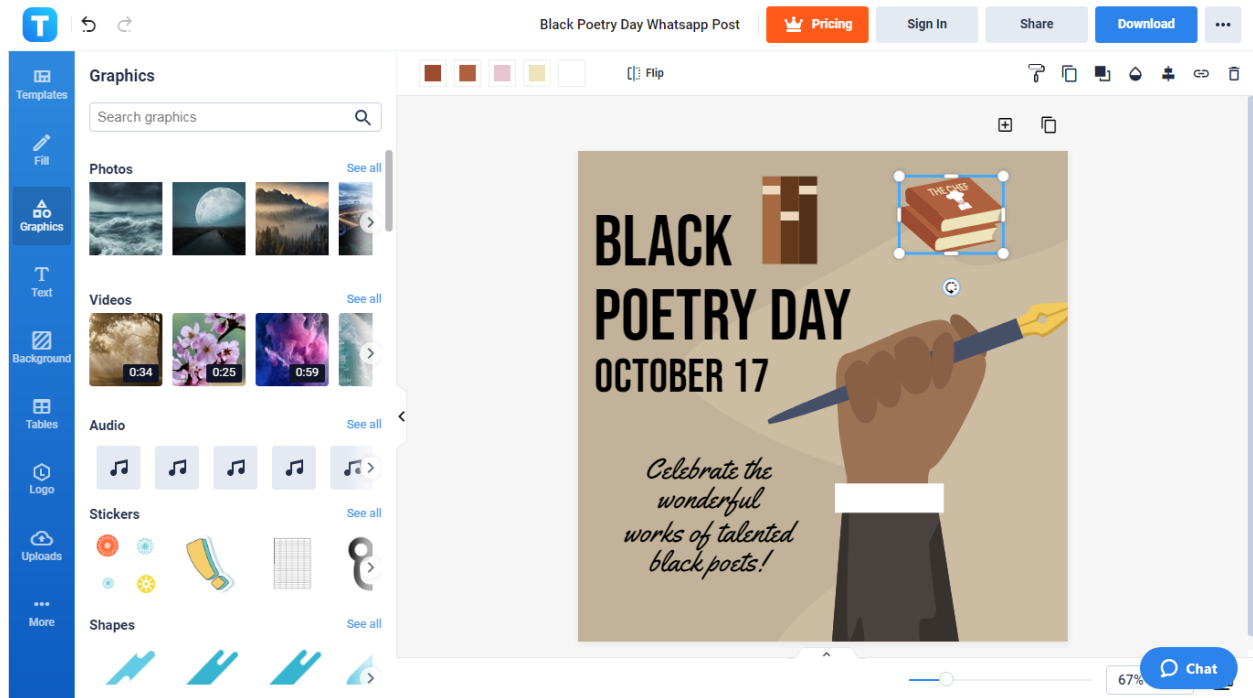 T
Black Poetry Day Whatsapp Post
Pricing
Sign In
Share
Download
Templates
Fill
Graphics
Text
Background
Tables
Logo
Uploads
More
Graphics
Search graphics
Photos
See all
Videos
See all
0:34
0:25
0:59
Audio
See all
Stickers
See all
Shapes
See all
Flip
BLACK
POETRY DAY
OCTOBER 17
THE CHEF
Celebrate the
wonderful
works of talented
black poets!
67%
Chat